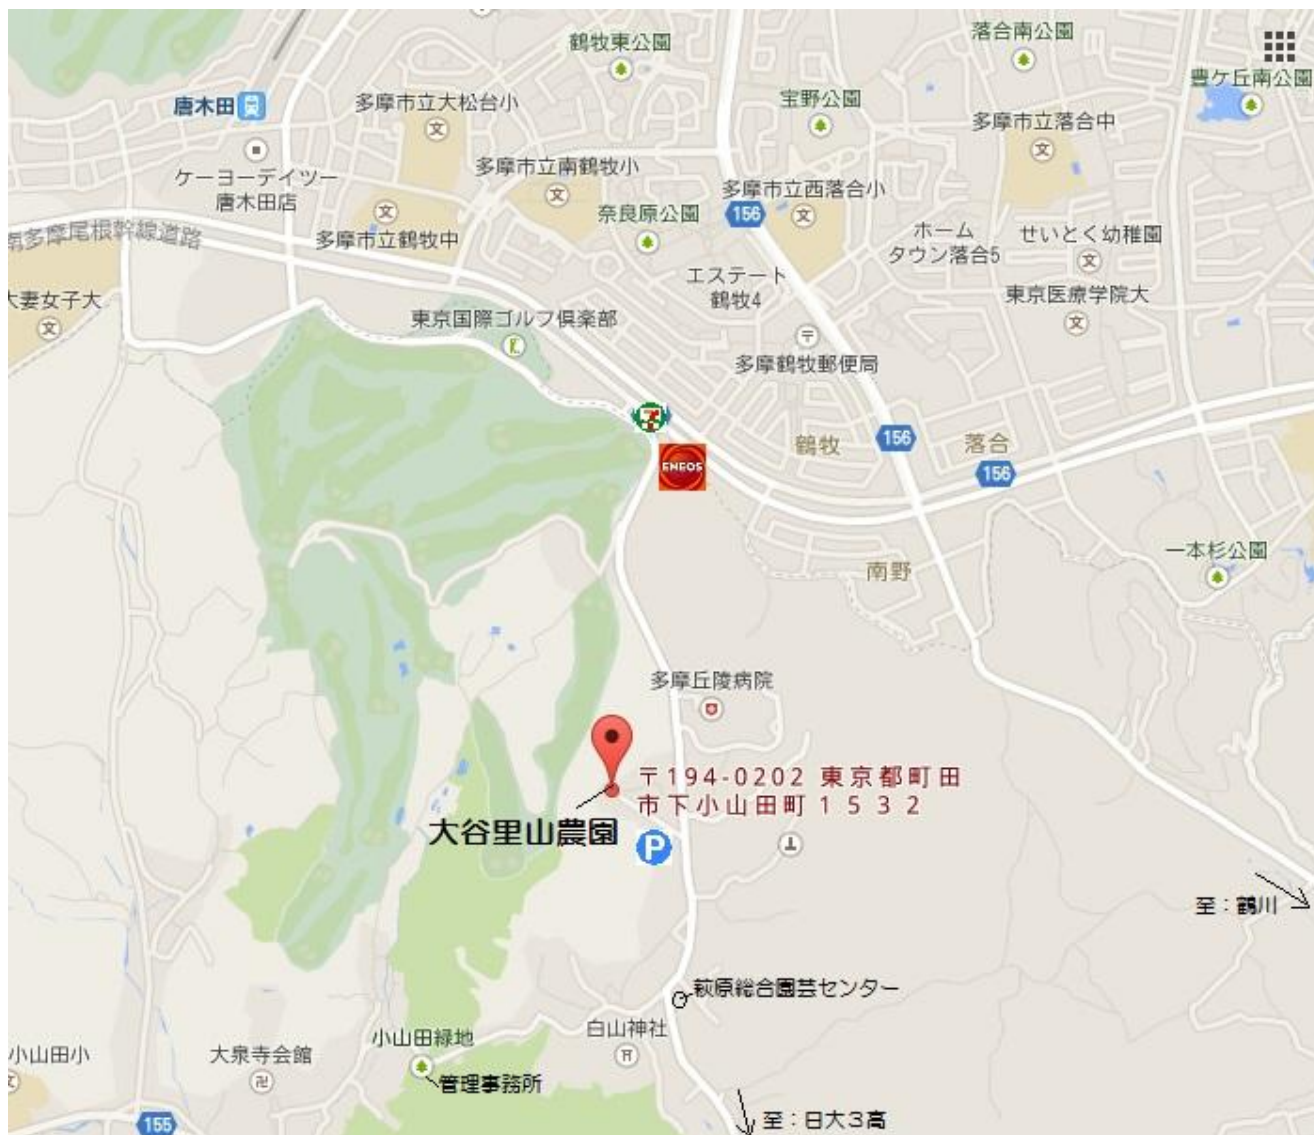 鶴牧東公園
落合南公園
豊ケ丘南公園
唐木田
多摩市立大松台小
宝野公園
多摩市立落合中
ケーヨーデイツー
唐木田店
多摩市立南鶴牧小
多摩市立西落合小
奈良原公園
156
南多摩尾根幹線道路
多摩市立鶴牧中
ホーム
タウン落合5
せいとく幼稚園
エステート
鶴牧4
東京医療学院大
大妻女子大
東京国際ゴルフ倶楽部
多摩鶴牧郵便局
ENEOS
鶴牧
156
落合
156
一本杉公園
南野
多摩丘陵病院
〒194-0202 東京都町田
市下小山田町1532
大谷里山農園
P
至:鶴川
萩原総合園芸センター
白山神社
小山田緑地
管理事務所
小山田小
大泉寺会館
155
至:日大3高